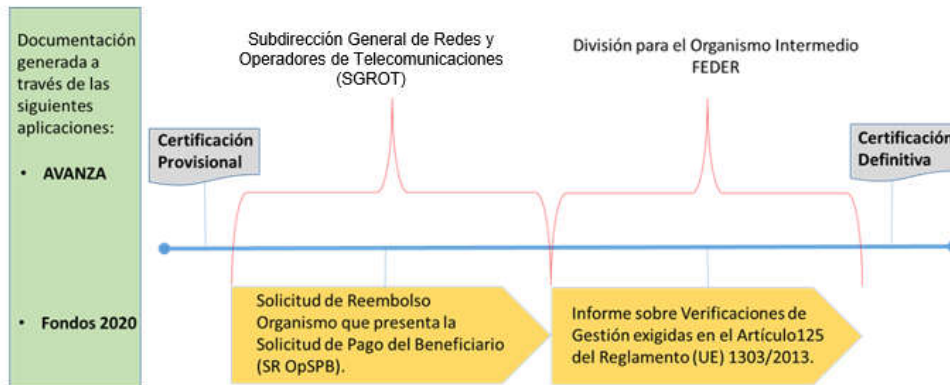 Documentación
generada a
través de las
siguientes
aplicaciones:
• AVANZA
• Fondos 2020
Certificación
Provisional
Subdirección General de Redes y
Operadores de Telecomunicaciones
(SGROT)
División para el Organismo Intermedio
FEDER
Certificación
Definitiva
Solicitud de Reembolso
Organismo que presenta la
Solicitud de Pago del Beneficiario
(SR OpSPB).
Informe sobre Verificaciones de
Gestión exigidas en el Artículo125
del Reglamento (UE) 1303/2013.